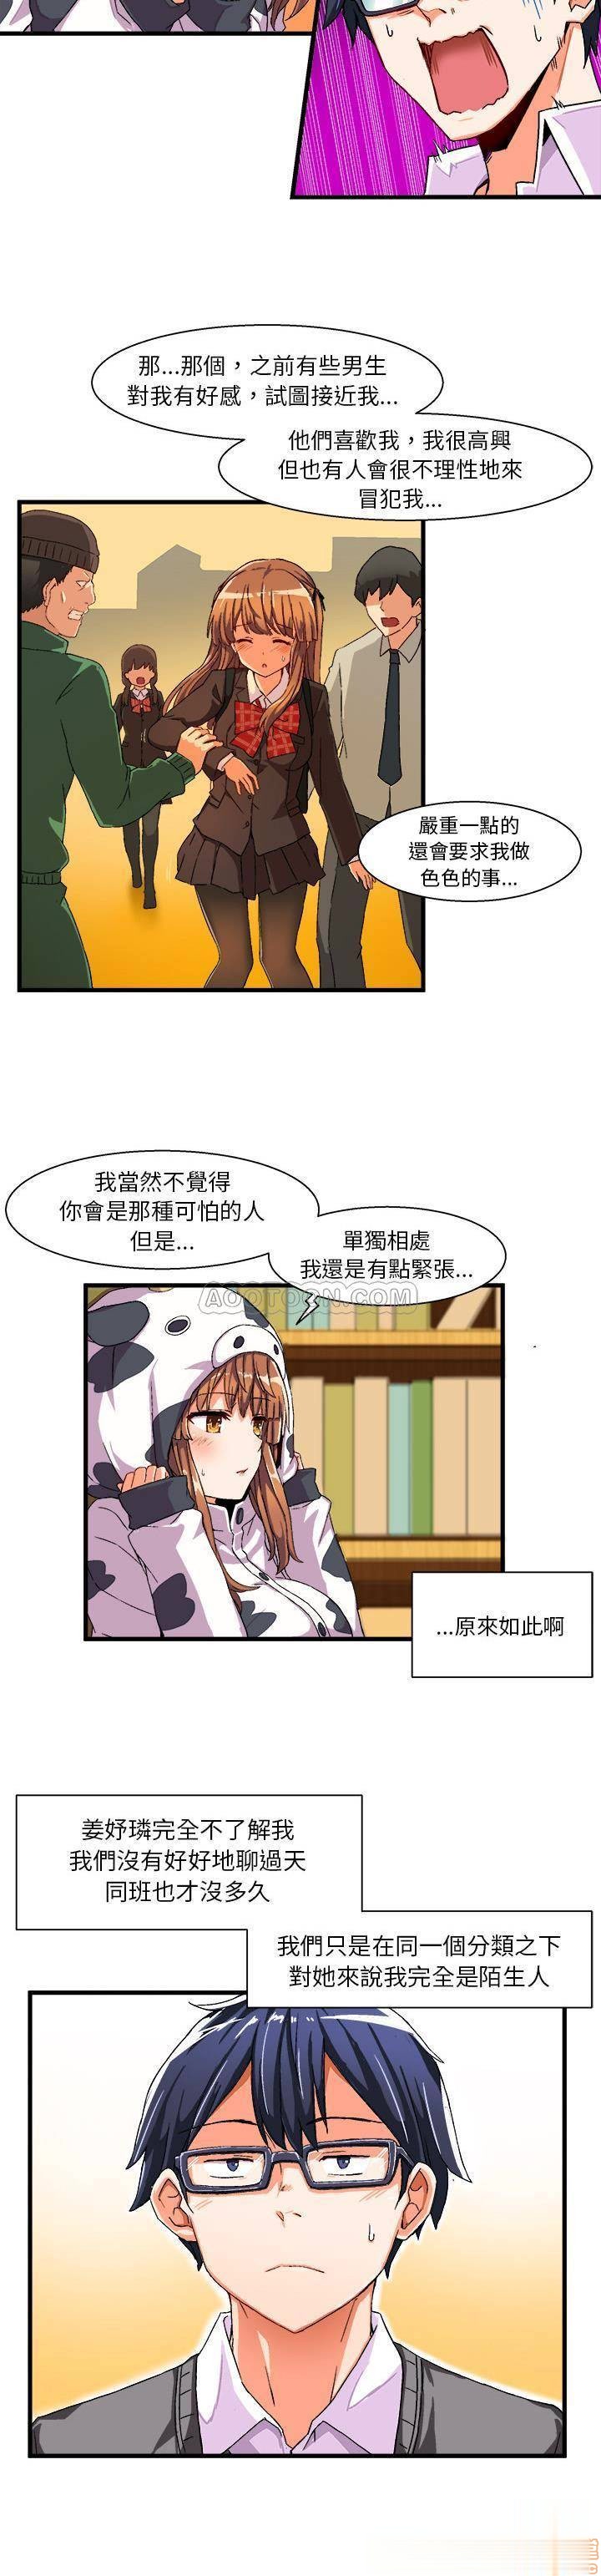 那...那個，之前有些男生
對我有好感，試圖接近我...
他們喜歡我，我很高興
但也有人會很不理性地來
冒犯我...
嚴重一點的
還會要求我做
色色的事...
我當然不覺得
你會是那種可怕的人
但是...
單獨相處
我還是有點緊張...
...原來如此啊
姜妤璘完全不了解我
我們沒有好好地聊過天
同班也才沒多久
我們只是在同一個分類之下
對她來說我完全是陌生人